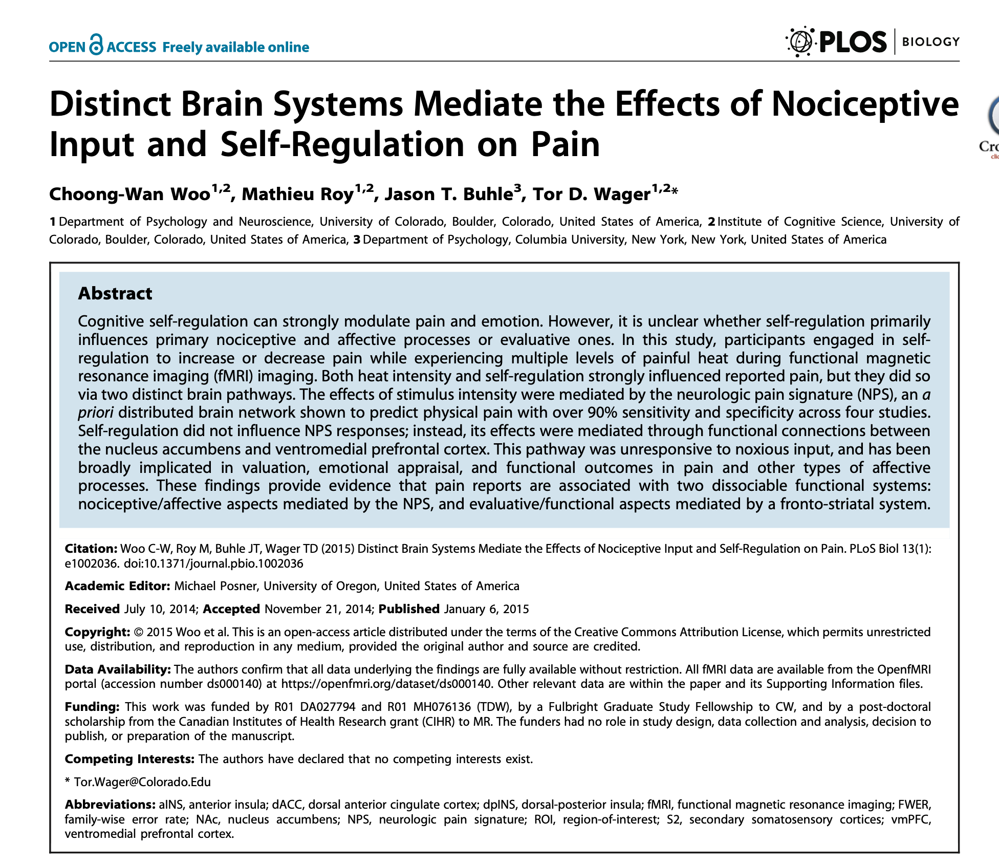 OPEN ACCESS Freely available online
PLOS | BIOLOGY
Distinct Brain Systems Mediate the Effects of Nociceptive
Input and Self-Regulation on Pain
Choong-Wan Woo1,2, Mathieu Roy1,2, Jason T. Buhle3, Tor D. Wager1,2*
1 Department of Psychology and Neuroscience, University of Colorado, Boulder, Colorado, United States of America, 2 Institute of Cognitive Science, University of
Colorado, Boulder, Colorado, United States of America, 3 Department of Psychology, Columbia University, New York, New York, United States of America
Abstract
Cognitive self-regulation can strongly modulate pain and emotion. However, it is unclear whether self-regulation primarily
influences primary nociceptive and affective processes or evaluative ones. In this study, participants engaged in self-
regulation to increase or decrease pain while experiencing multiple levels of painful heat during functional magnetic
resonance imaging (fMRI) imaging. Both heat intensity and self-regulation strongly influenced reported pain, but they did so
via two distinct brain pathways. The effects of stimulus intensity were mediated by the neurologic pain signature (NPS), an a
priori distributed brain network shown to predict physical pain with over 90% sensitivity and specificity across four studies.
Self-regulation did not influence NPS responses; instead, its effects were mediated through functional connections between
the nucleus accumbens and ventromedial prefrontal cortex. This pathway was unresponsive to noxious input, and has been
broadly implicated in valuation, emotional appraisal, and functional outcomes in pain and other types of affective
processes. These findings provide evidence that pain reports are associated with two dissociable functional systems:
nociceptive/affective aspects mediated by the NPS, and evaluative/functional aspects mediated by a fronto-striatal system.
Citation: Woo C-W, Roy M, Buhle JT, Wager TD (2015) Distinct Brain Systems Mediate the Effects of Nociceptive Input and Self-Regulation on Pain. PLoS Biol 13(1):
e1002036. doi:10.1371/journal.pbio.1002036
Academic Editor: Michael Posner, University of Oregon, United States of America
Received July 10, 2014; Accepted November 21, 2014; Published January 6, 2015
Copyright: © 2015 Woo et al. This is an open-access article distributed under the terms of the Creative Commons Attribution License, which permits unrestricted
use, distribution, and reproduction in any medium, provided the original author and source are credited.
Data Availability: The authors confirm that all data underlying the findings are fully available without restriction. All fMRI data are available from the OpenfMRI
portal (accession number ds000140) at https://openfmri.org/dataset/ds000140. Other relevant data are within the paper and its Supporting Information files.
Funding: This work was funded by R01 DA027794 and R01 MH076136 (TDW), by a Fulbright Graduate Study Fellowship to CW, and by a post-doctoral
scholarship from the Canadian Institutes of Health Research grant (CIHR) to MR. The funders had no role in study design, data collection and analysis, decision to
publish, or preparation of the manuscript.
Competing Interests: The authors have declared that no competing interests exist.
* Tor.Wager@Colorado.Edu
Abbreviations: aINS, anterior insula; dACC, dorsal anterior cingulate cortex; dpINS, dorsal-posterior insula; fMRI, functional magnetic resonance imaging; FWER,
family-wise error rate; NAc, nucleus accumbens; NPS, neurologic pain signature; ROI, region-of-interest; S2, secondary somatosensory cortices; vmPFC,
ventromedial prefrontal cortex.